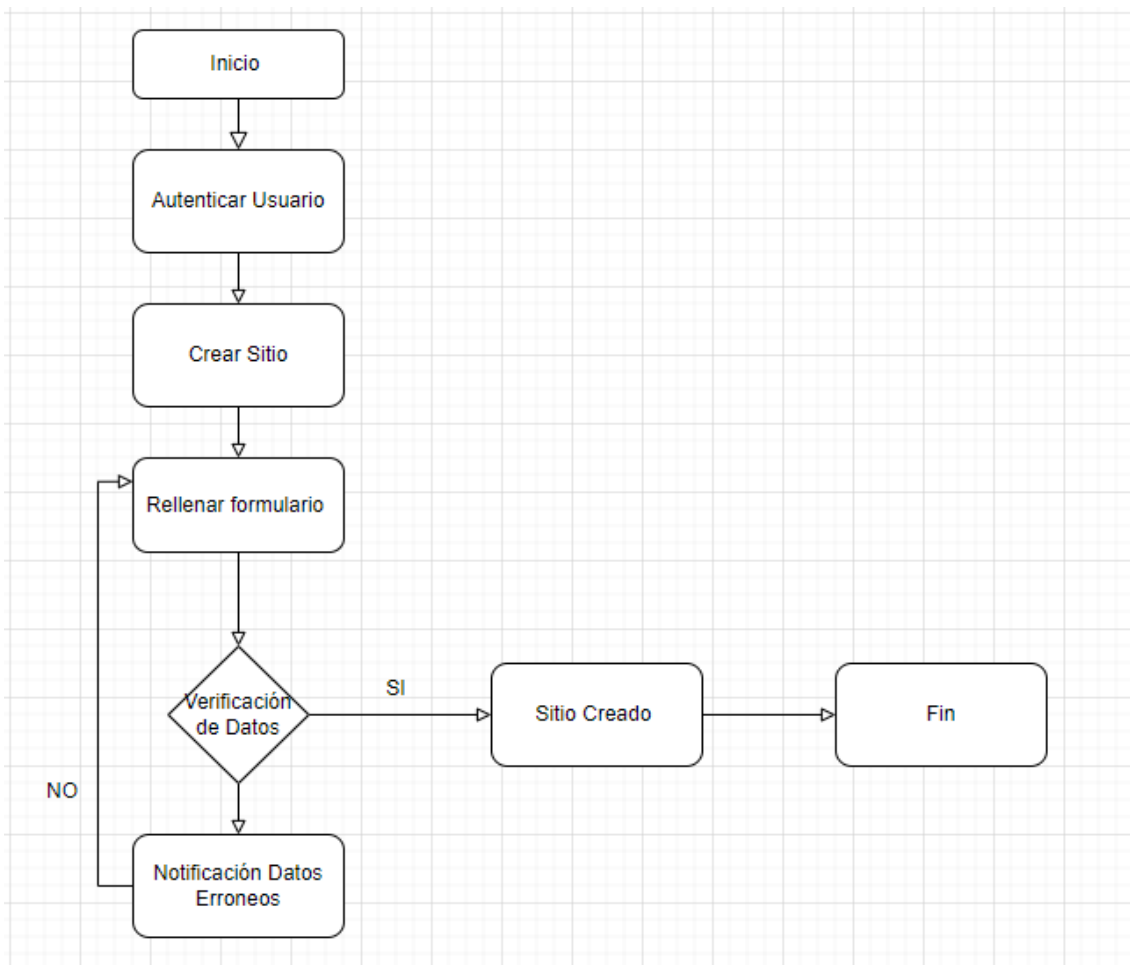 Inicio
Autenticar Usuario
Crear Sitio
Rellenar formulario
Verificación
de Datos
SI
Sitio Creado
Fin
NO
Notificación Datos
Erroneos